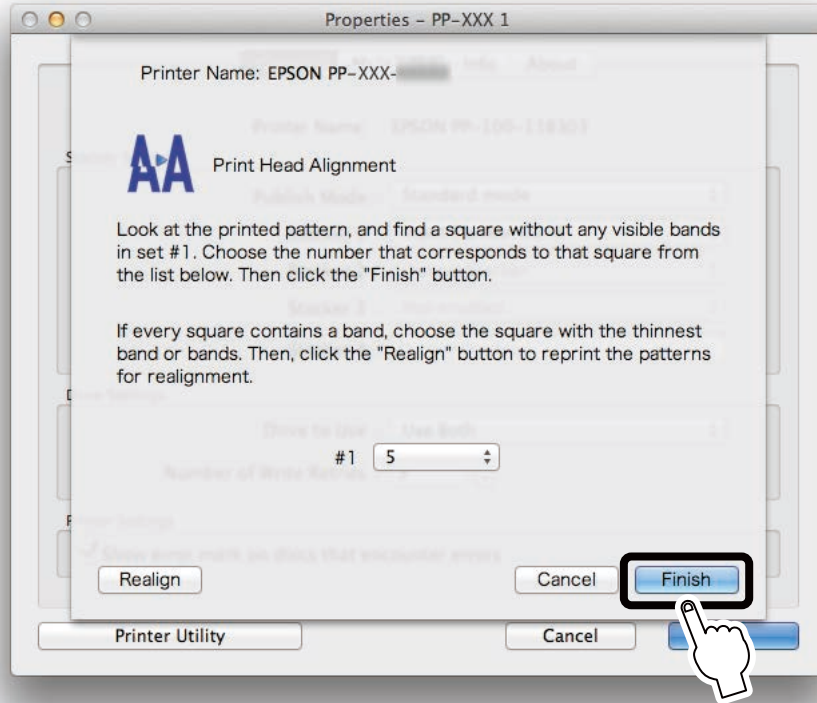 Properties – PP–XXX 1
Printer Name: EPSON PP–XXX-
Print Head Alignment
Look at the printed pattern, and find a square without any visible bands
in set #1. Choose the number that corresponds to that square from
the list below. Then click the "Finish" button.
If every square contains a band, choose the square with the thinnest
band or bands. Then, click the "Realign" button to reprint the patterns
for realignment.
#1 5
Realign Cancel Finish
Printer Utility Cancel